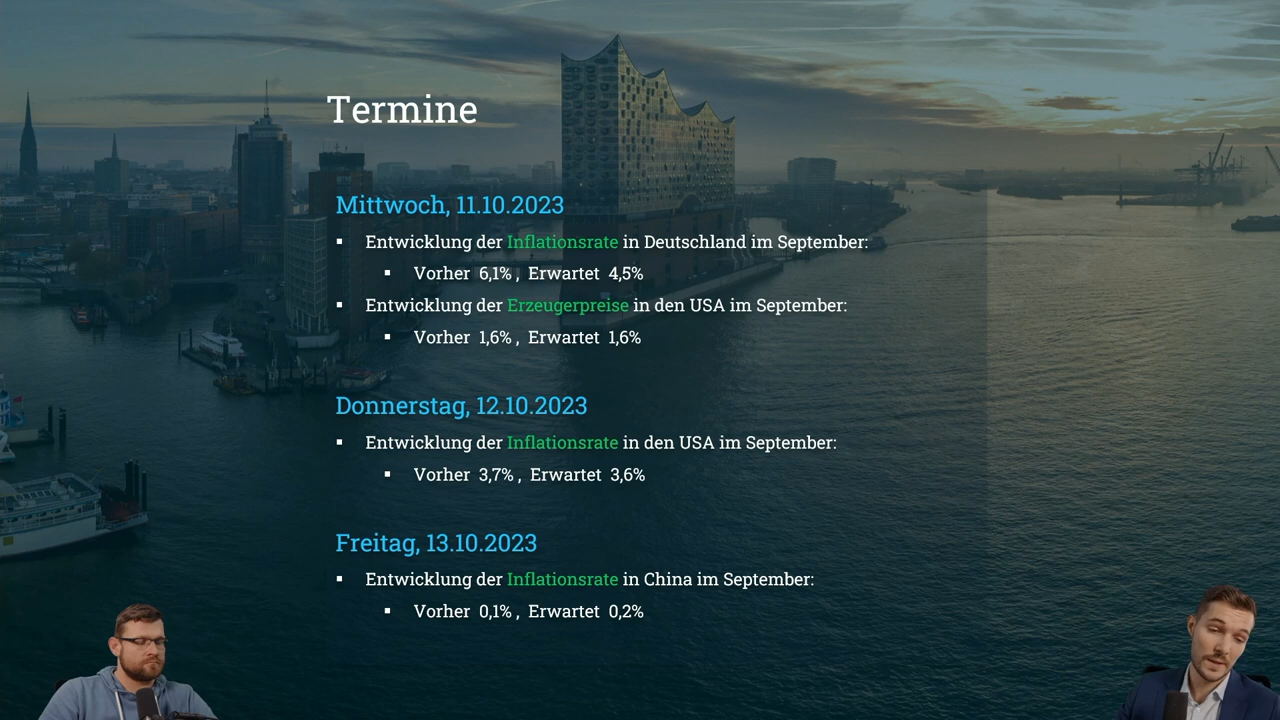 Termine
Mittwoch, 11.10.2023
▪ Entwicklung der Inflationsrate in Deutschland im September:
▪ Vorher 6,1% , Erwartet 4,5%
▪ Entwicklung der Erzeugerpreise in den USA im September:
▪ Vorher 1,6% , Erwartet 1,6%
Donnerstag, 12.10.2023
▪ Entwicklung der Inflationsrate in den USA im September:
▪ Vorher 3,7% , Erwartet 3,6%
Freitag, 13.10.2023
▪ Entwicklung der Inflationsrate in China im September:
▪ Vorher 0,1% , Erwartet 0,2%